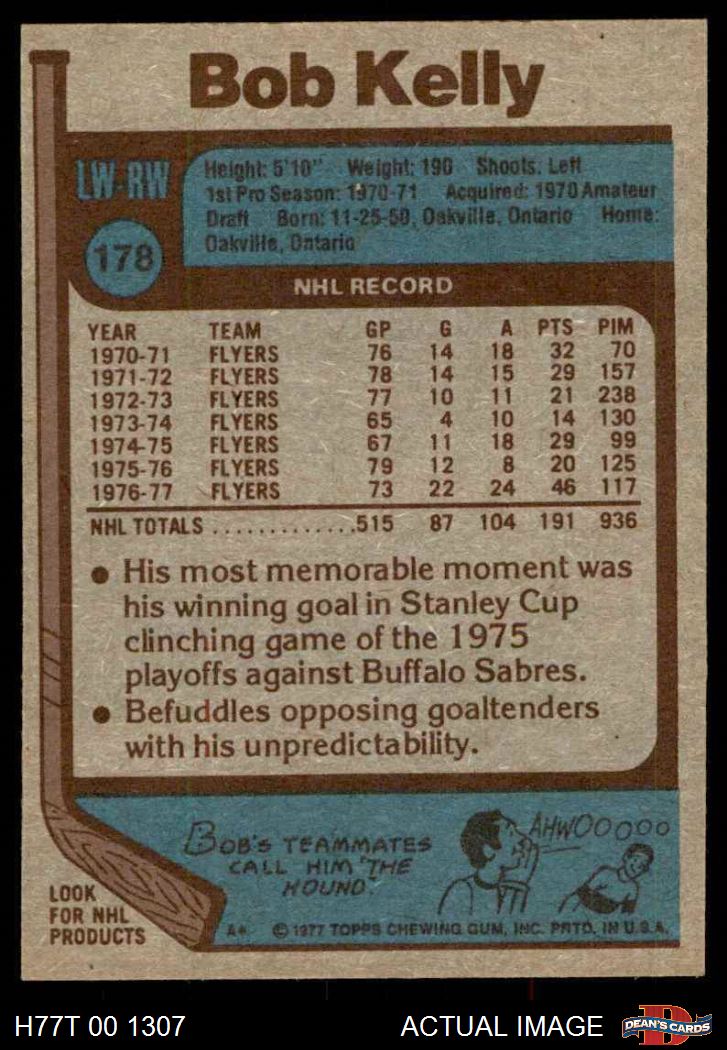 Bob Kelly
LW-RW
Height: 5'10" Weight: 190 Shoots: Left
1st Pro Season: 1970-71 Acquired: 1970 Amateur
Draft Born: 11-25-50, Oakville, Ontario Home:
Oakville, Ontario
178
NHL RECORD
YEAR TEAM GP G A PTS PIM
1970-71 FLYERS 76 14 18 32 70
1971-72 FLYERS 78 14 15 29 157
1972-73 FLYERS 77 10 11 21 238
1973-74 FLYERS 65 4 10 14 130
1974-75 FLYERS 67 11 18 29 99
1975-76 FLYERS 79 12 8 20 125
1976-77 FLYERS 73 22 24 46 117
NHL TOTALS .............515 87 104 191 936
● His most memorable moment was
his winning goal in Stanley Cup
clinching game of the 1975
playoffs against Buffalo Sabres.
● Befuddles opposing goaltenders
with his unpredictability.
BOB'S TEAMMATES
CALL HIM "THE
HOUND."
AHWOOOOOO
LOOK
FOR NHL
PRODUCTS
A* © 1977 TOPPS CHEWING GUM, INC. PRTD. IN U.S.A.
H77T 00 1307 ACTUAL IMAGE
D
DEAN'S CARDS